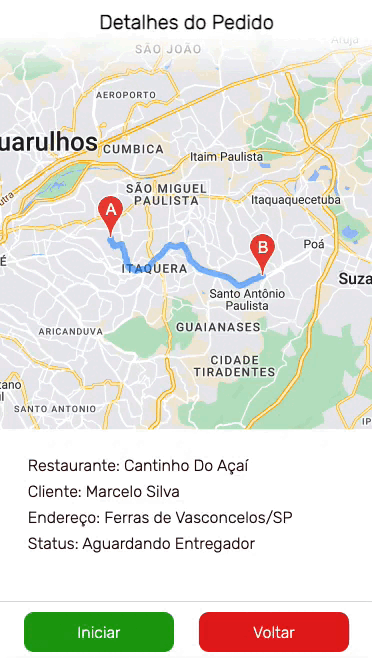 Detalhes do Pedido
SÃO JOÃO
Arujá
AEROPORTO
uarulhos
CUMBICA
Itaim Paulista
SÃO MIGUEL
PAULISTA
Itaquaquecetuba
A
B
Poá
ITAQUERA
Suza
Santo Antônio
Paulista
ARICANDUVA
GUAIANASES
CIDADE
TIRADENTES
SANTO ANTONIO
IP
Restaurante: Cantinho Do Açaí
Cliente: Marcelo Silva
Endereço: Ferras de Vasconcelos/SP
Status: Aguardando Entregador
Iniciar
Voltar